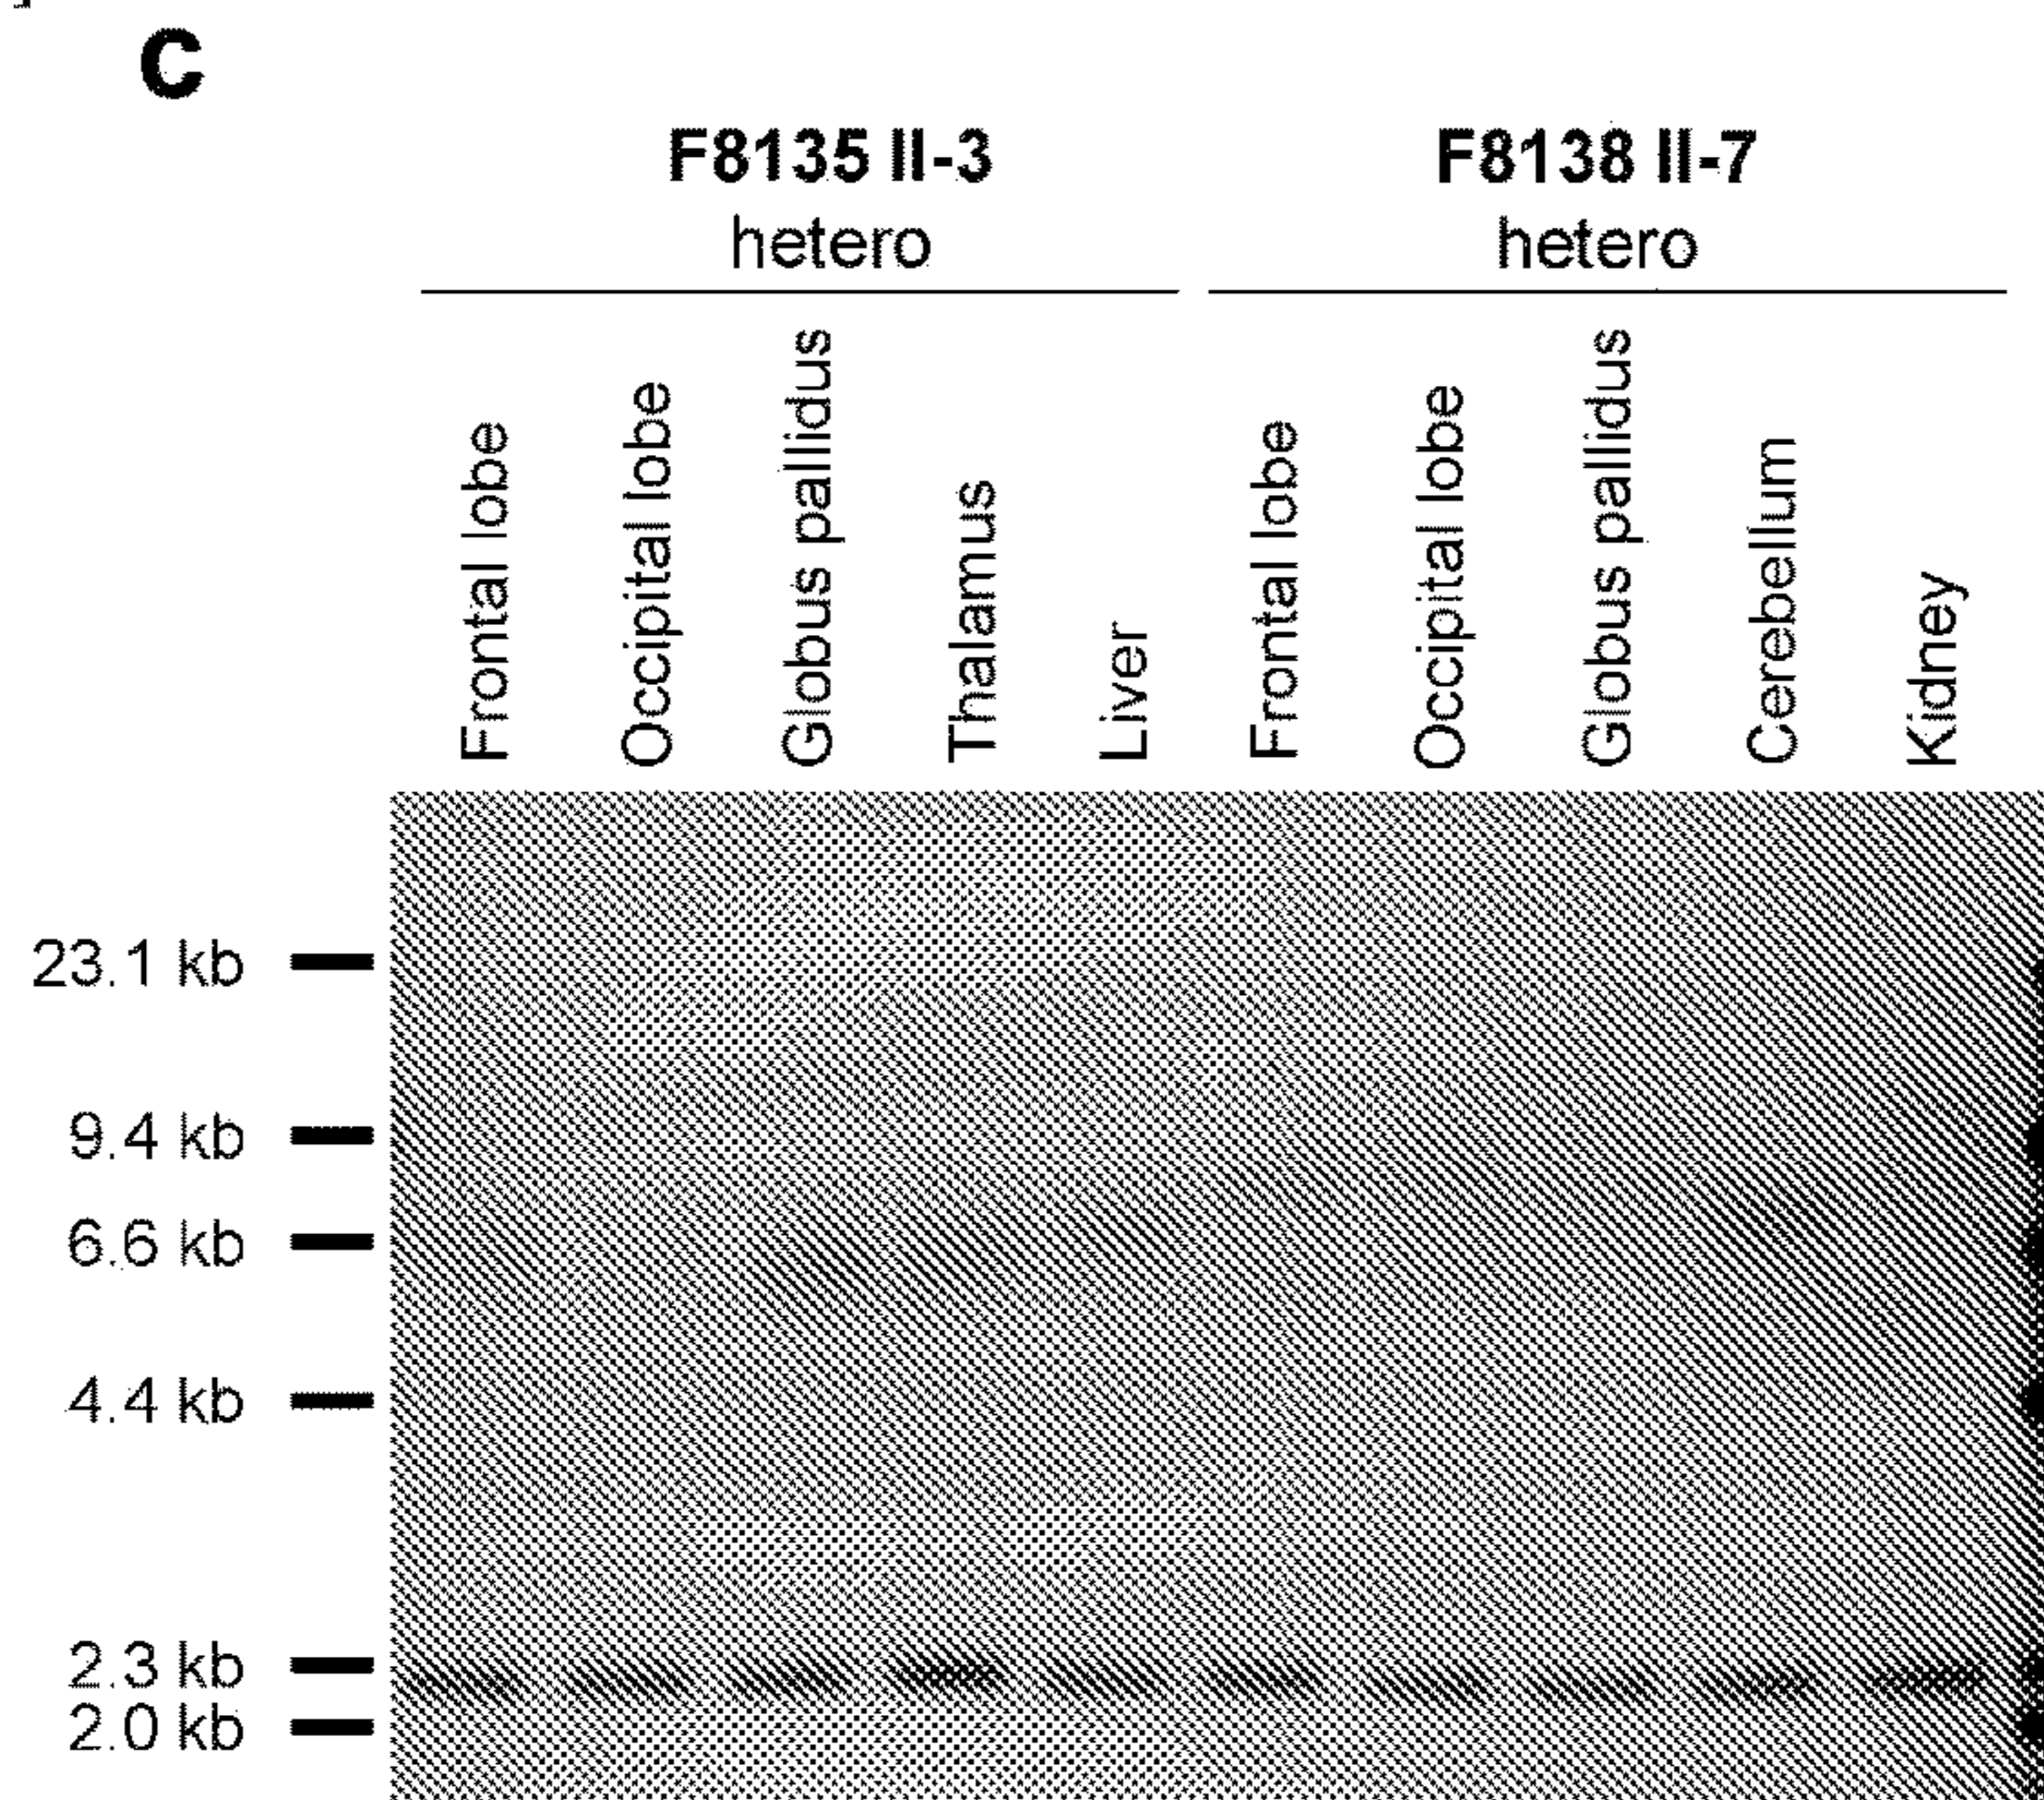 C
F8135 II-3
F8138 II-7
hetero
hetero
Frontal lobe
Occipital lobe
Globus pallidus
Thalamus
Liver
Frontal lobe
Occipital lobe
Globus pallidus
Cerebellum
Kidney
23.1 kb
9.4 kb
6.6 kb
4.4 kb
2.3 kb
2.0 kb